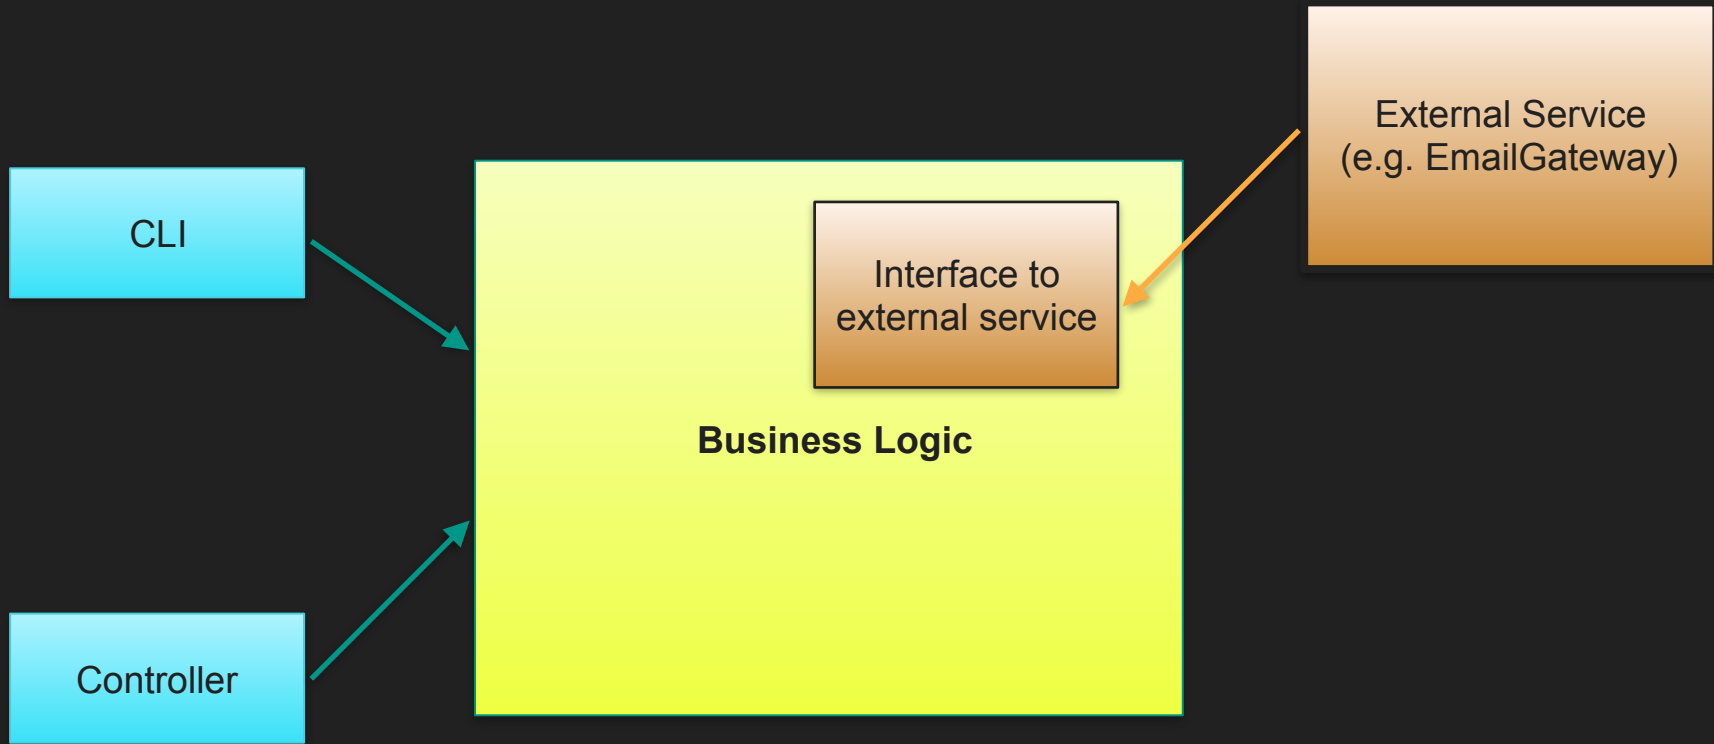 External Service
(e.g. EmailGateway)
CLI
Interface to
external service
Business Logic
Controller